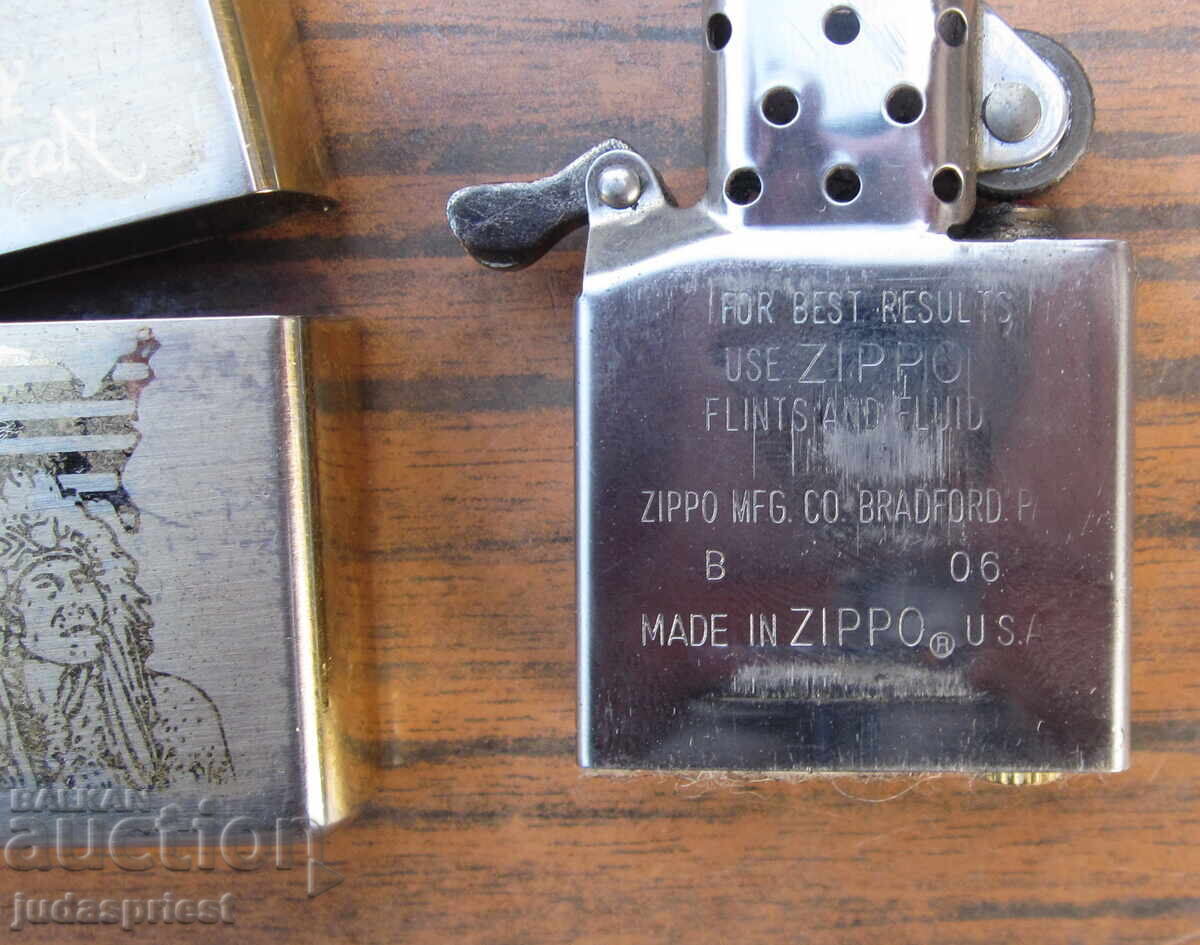 FOR BEST RESULTS
USE ZIPPO
FLINTS AND FLUID
ZIPPO MFG. CO. BRADFORD. P
B 06
MADE IN ZIPPO® U.S.A
BALKAN
auction
judaspriest